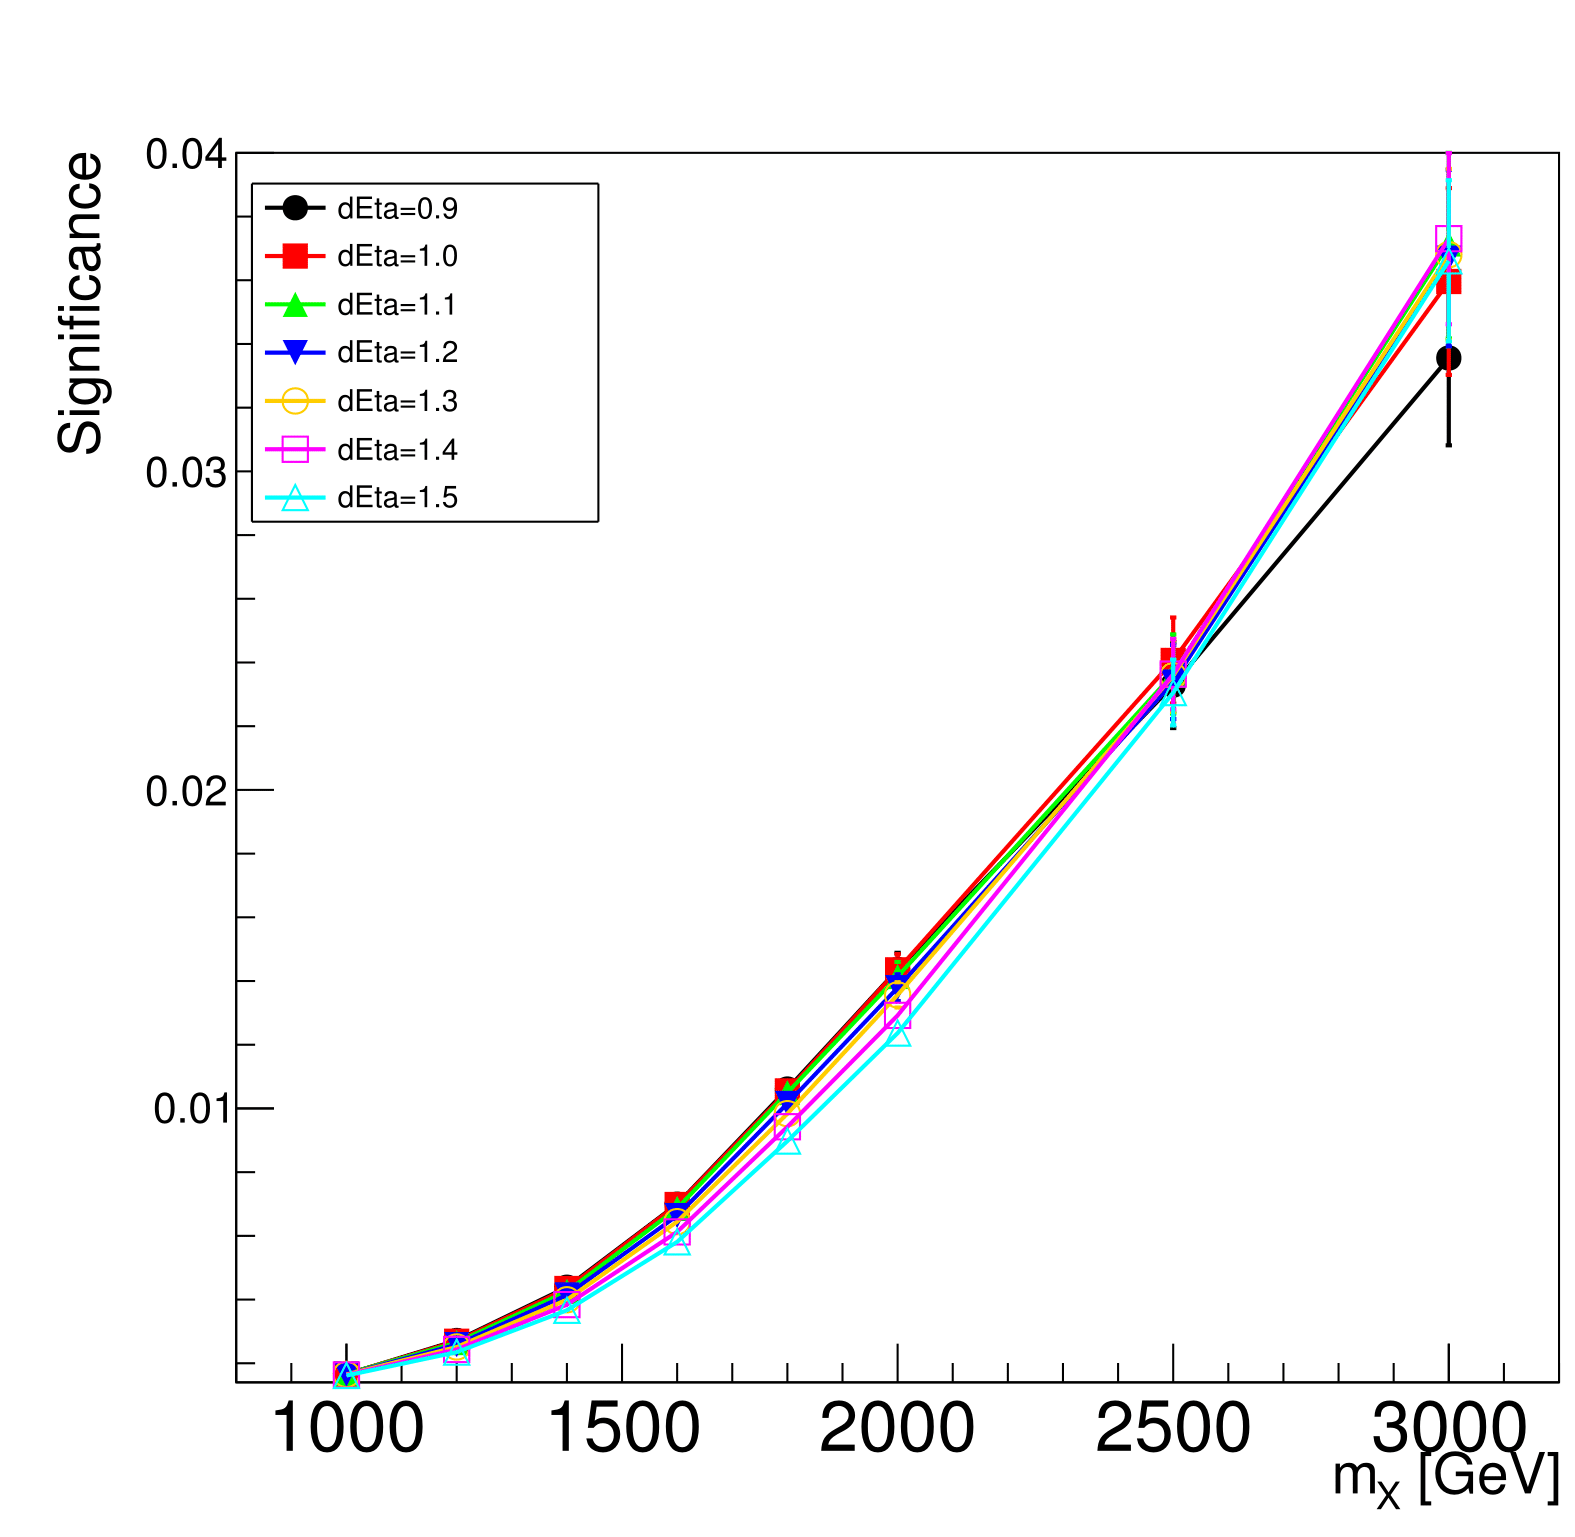 Significance
0.04
0.03
0.02
0.01
dEta=0.9
dEta=1.0
dEta=1.1
dEta=1.2
dEta=1.3
dEta=1.4
dEta=1.5
1000 1500 2000 2500 3000
mX [GeV]